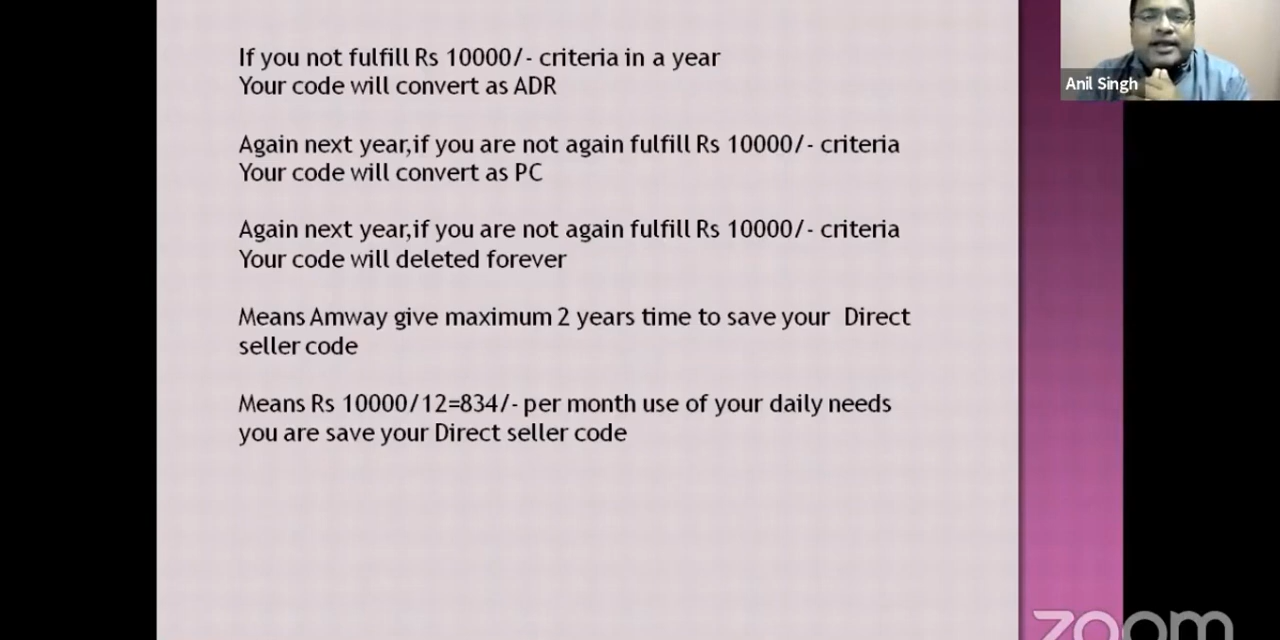 If you not fulfill Rs 10000/- criteria in a year
Your code will convert as ADR
Again next year,if you are not again fulfill Rs 10000/- criteria
Your code will convert as PC
Again next year,if you are not again fulfill Rs 10000/- criteria
Your code will deleted forever
Means Amway give maximum 2 years time to save your Direct
seller code
Means Rs 10000/12=834/- per month use of your daily needs
you are save your Direct seller code
Anil Singh
zoom